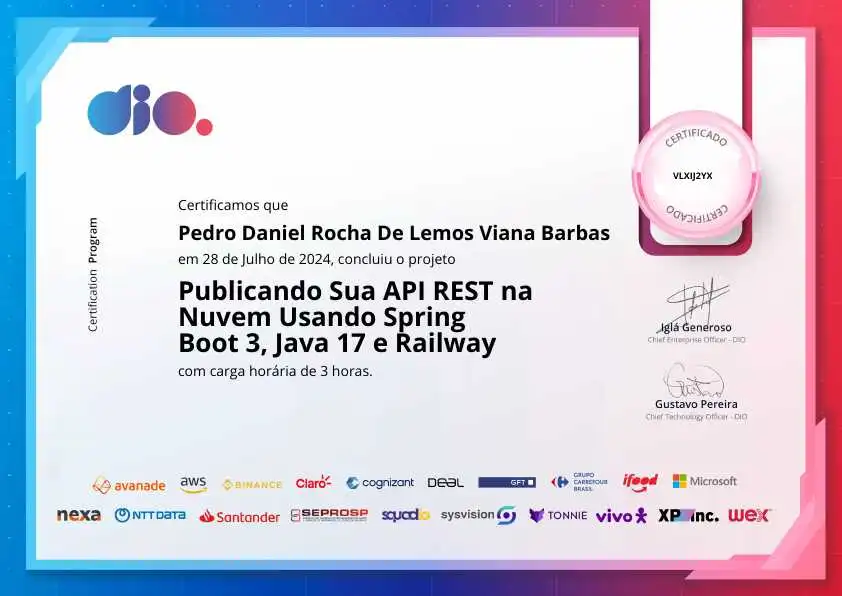 dio.
CERTIFICADO
VLXIJ2YX
CERTIFICADO
Certification Program
Certificamos que
Pedro Daniel Rocha De Lemos Viana Barbas
em 28 de Julho de 2024, concluiu o projeto
Publicando Sua API REST na
Nuvem Usando Spring
Boot 3, Java 17 e Railway
com carga horária de 3 horas.
Iglá Generoso
Chief Enterprise Officer - DIO
Gustavo Pereira
Chief Technology Officer - DIO
avanade aws BINANCE Claro cognizant DEAL GFT GRUPO CARREFOUR BRASIL ifood Microsoft
nexa NTT DATA Santander SEPROSP squadio sysvision TONNIE vivo XP inc. wex